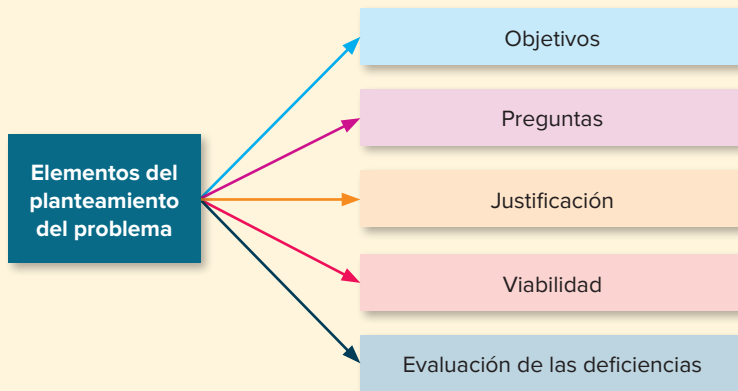 Elementos del
planteamiento
del problema
Objetivos
Preguntas
Justificación
Viabilidad
Evaluación de las deficiencias